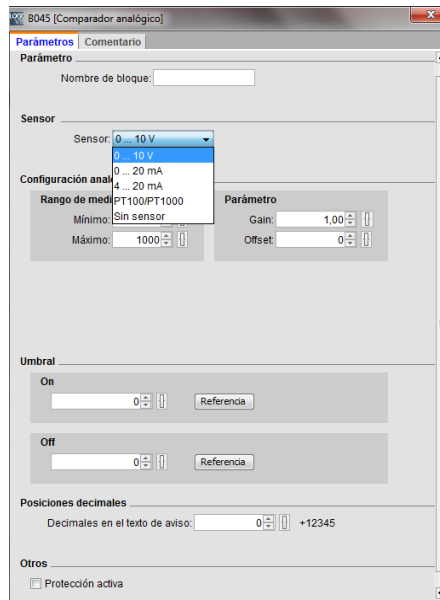 B045 [Comparador analógico]
Parámetros Comentario
Parámetro
Nombre de bloque:
Sensor
Sensor: 0 ... 10 V
0 ... 10 V
0 ... 20 mA
4 ... 20 mA
PT100/PT1000
Sin sensor
Configuración anal
Rango de medi Parámetro
Mínimo: Gain: 1,00
Máximo: 1000 Offset: 0
Umbral
On
0 Referencia
Off
0 Referencia
Posiciones decimales
Decimales en el texto de aviso: 0 +12345
Otros
Protección activa